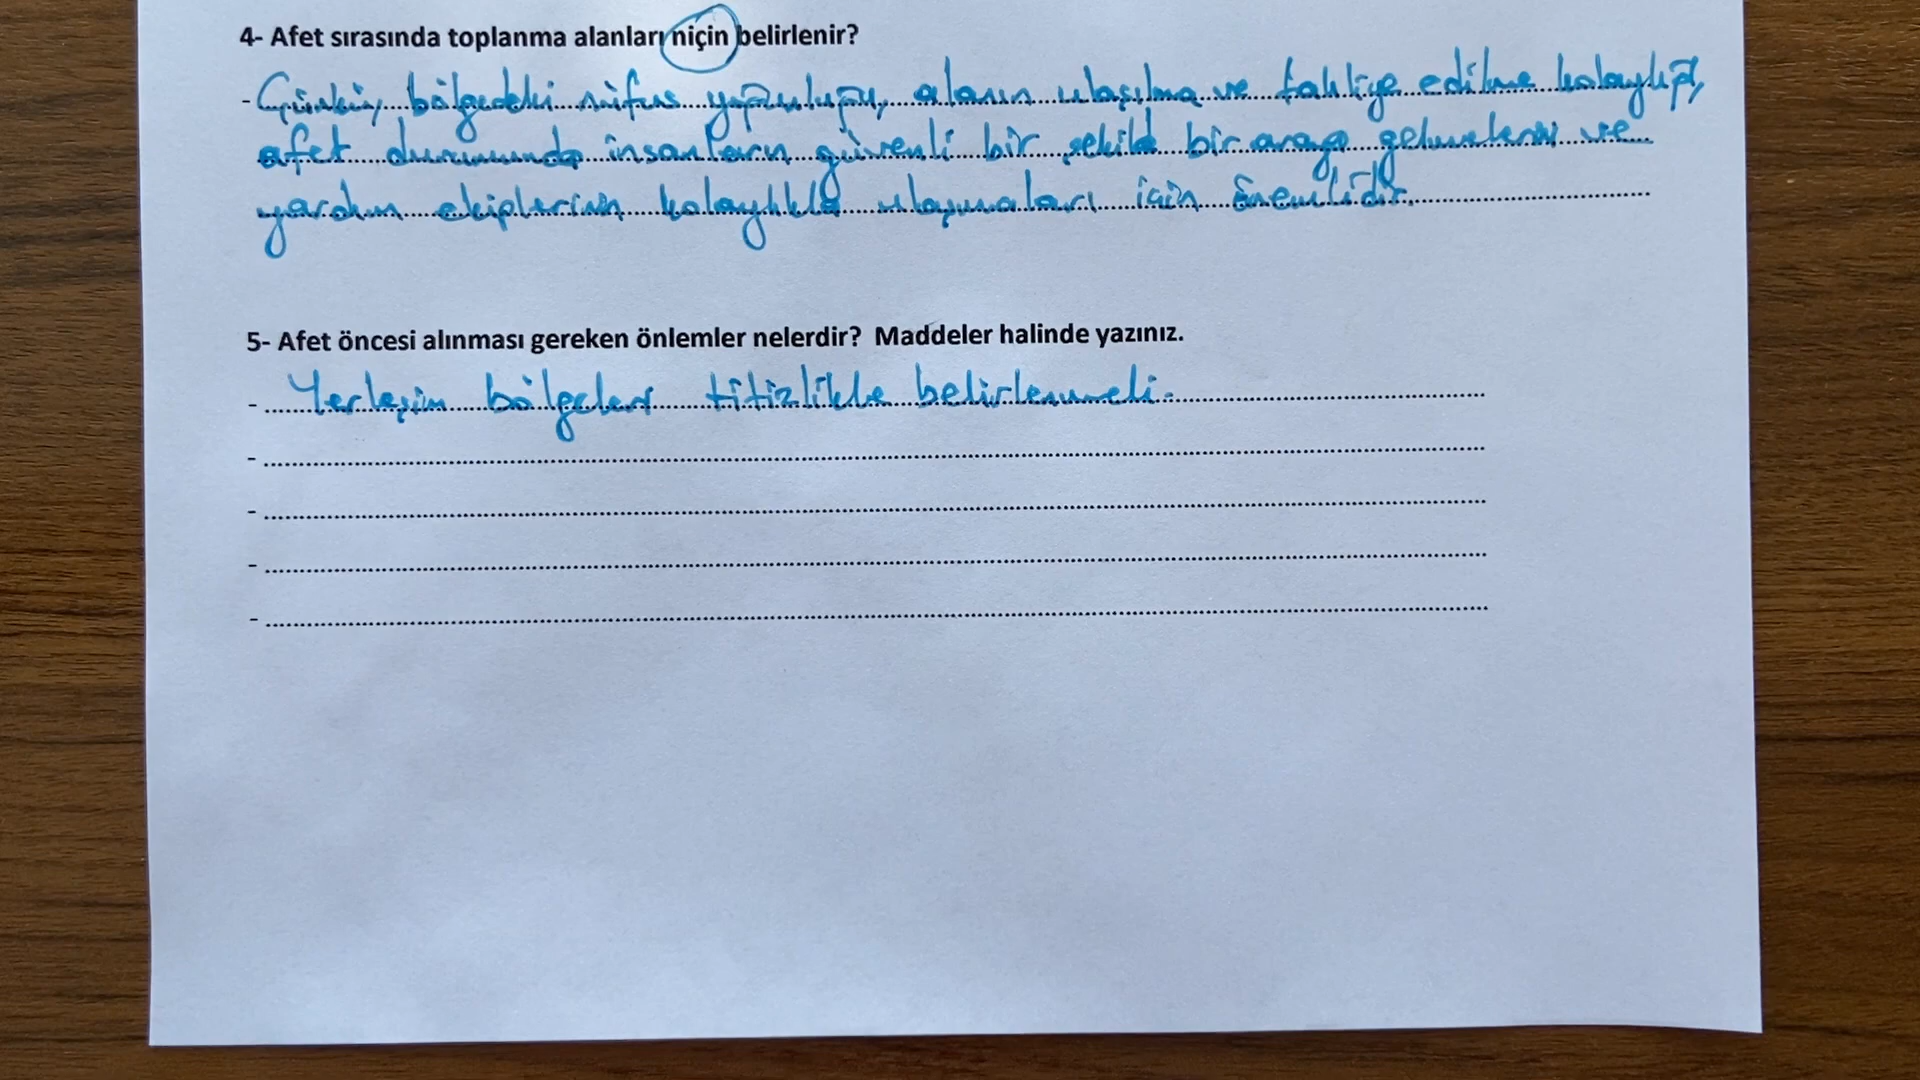 4- Afet sırasında toplanma alanları niçin belirlenir?
- Çünkü, bölgedeki nüfus yoğunluğu, alanın ulaşılma ve tahliye edilme kolaylığı,
afet durumunda insanların güvenli bir şekilde bir araya gelmeleri ve
yardım ekiplerinin kolaylıkla ulaşmaları için önemlidir.
5- Afet öncesi alınması gereken önlemler nelerdir? Maddeler halinde yazınız.
- Yerleşim bölgeleri titizlikle belirlenmeli.
-
-
-
-